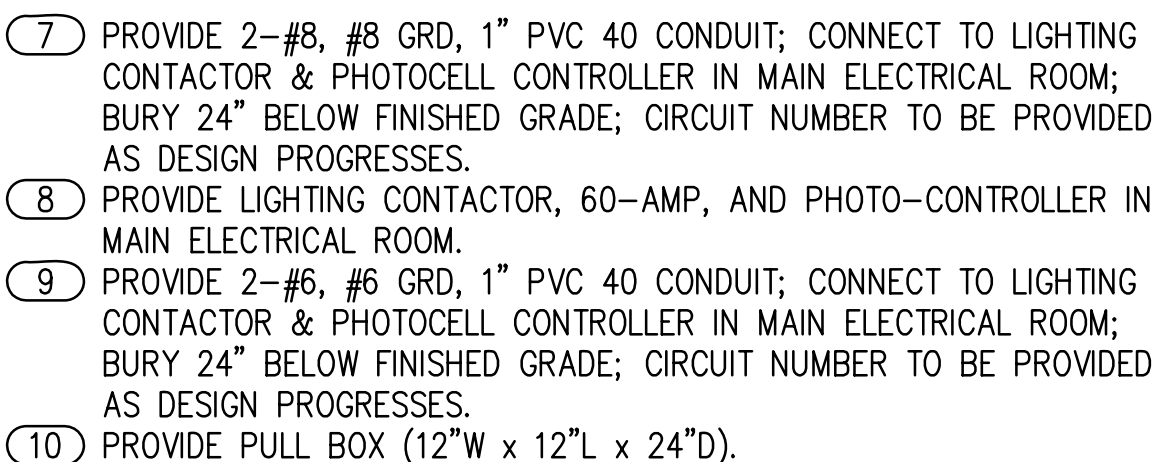 7 PROVIDE 2-#8, #8 GRD, 1" PVC 40 CONDUIT; CONNECT TO LIGHTING
CONTACTOR & PHOTOCELL CONTROLLER IN MAIN ELECTRICAL ROOM;
BURY 24" BELOW FINISHED GRADE; CIRCUIT NUMBER TO BE PROVIDED
AS DESIGN PROGRESSES.
8 PROVIDE LIGHTING CONTACTOR, 60-AMP, AND PHOTO-CONTROLLER IN
MAIN ELECTRICAL ROOM.
9 PROVIDE 2-#6, #6 GRD, 1" PVC 40 CONDUIT; CONNECT TO LIGHTING
CONTACTOR & PHOTOCELL CONTROLLER IN MAIN ELECTRICAL ROOM;
BURY 24" BELOW FINISHED GRADE; CIRCUIT NUMBER TO BE PROVIDED
AS DESIGN PROGRESSES.
10 PROVIDE PULL BOX (12"W x 12"L x 24"D).